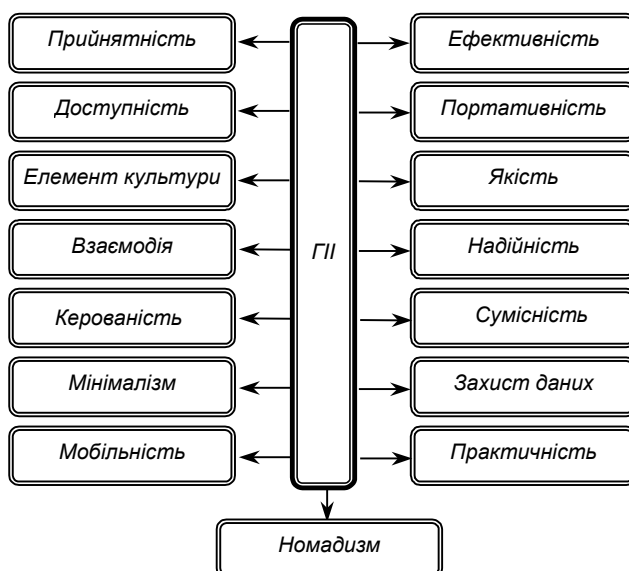 Прийнятність
Ефективність
Доступність
Портативність
Елемент культури
Якість
Взаємодія
ГІІ
Надійність
Керованість
Сумісність
Мінімалізм
Захист даних
Мобільність
Практичність
Номадизм